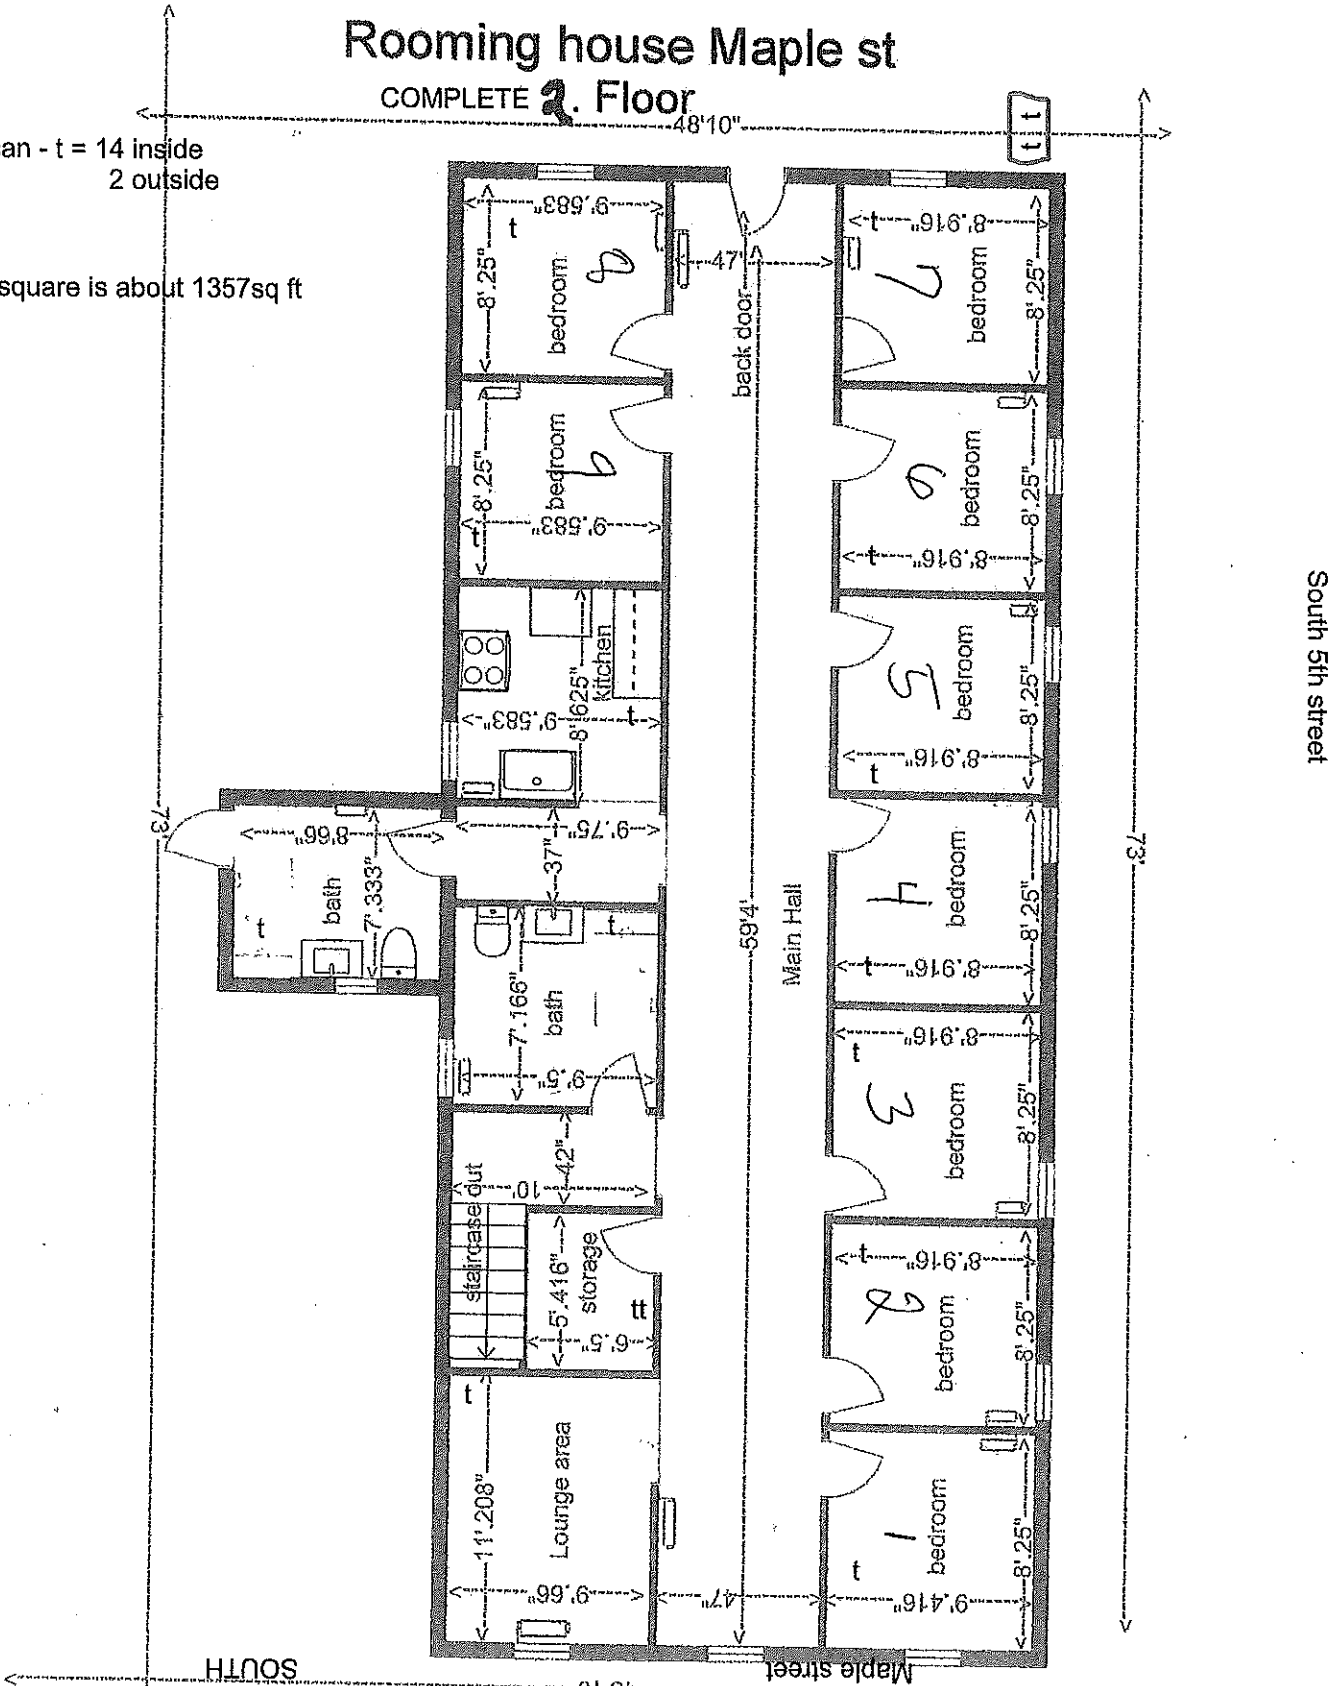 Rooming house Maple st
COMPLETE 2. Floor
48'10"
an - t = 14 inside
2 outside
square is about 1357sq ft
t t
South 5th street
73'
73'
9'.583"
8'.25"
t
bedroom
8
47"
back door
8'.916"
t
8'.25"
bedroom
7
8'.25"
bedroom
9
9'.583"
t
8'.25"
bedroom
6
8'.916"
t
kitchen
8'.625"
9'.583"
t
bedroom
5
8'.25"
8'.916"
t
8'66"
7'.333"
bath
t
9'.75"
37"
59'4'
Main Hall
bedroom
4
8'.25"
8'.916"
t
t
7'.166"
bath
9'.5"
8'.916"
t
bedroom
3
8'.25"
42"
10'
staircase out
5'.416"
storage
tt
6'.5"
8'.916"
t
bedroom
2
8'.25"
t
11'.208"
Lounge area
9'.66"
47"
bedroom
1
t
8'.25"
9'.416"
SOUTH
Maple street